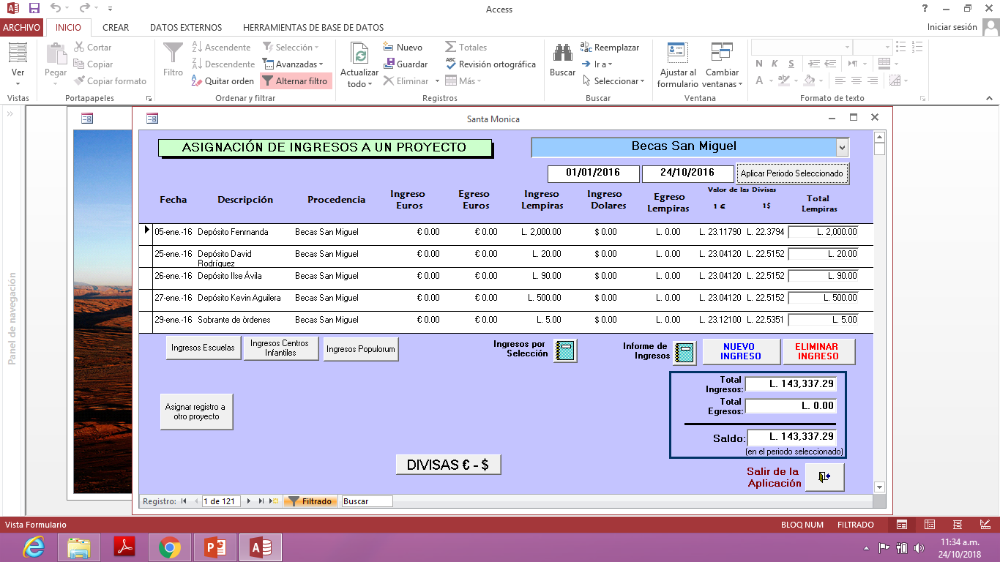 Access
ARCHIVO INICIO CREAR DATOS EXTERNOS HERRAMIENTAS DE BASE DE DATOS Iniciar sesión
Ver
Vistas
Pegar
Cortar
Copiar
Copiar formato
Portapapeles
Filtro
Ascendente
Descendente
Quitar orden
Selección
Avanzadas
Alternar filtro
Ordenar y filtrar
Actualizar todo
Nuevo
Guardar
Eliminar
Totales
Revisión ortográfica
Más
Registros
Buscar
Reemplazar
Ir a
Seleccionar
Buscar
Ajustar al formulario
Cambiar ventanas
Ventana
N K S
A
Formato de texto
Panel de navegación
Santa Monica
ASIGNACIÓN DE INGRESOS A UN PROYECTO
Becas San Miguel
01/01/2016 24/10/2016 Aplicar Periodo Seleccionado
Fecha Descripción Procedencia Ingreso Euros Egreso Euros Ingreso Lempiras Ingreso Dolares Egreso Lempiras Valor de las Divisas 1 € 1$ Total Lempiras
05-ene.-16 Depósito Fenrnanda Becas San Miguel € 0.00 € 0.00 L. 2,000.00 $ 0.00 L. 0.00 L. 23.11790 L. 22.3794 L. 2,000.00
25-ene.-16 Depósito David Rodríguez Becas San Miguel € 0.00 € 0.00 L. 20.00 $ 0.00 L. 0.00 L. 23.04120 L. 22.5152 L. 20.00
26-ene.-16 Depósito Ilse Ávila Becas San Miguel € 0.00 € 0.00 L. 90.00 $ 0.00 L. 0.00 L. 23.04120 L. 22.5152 L. 90.00
27-ene.-16 Depósito Kevin Aguilera Becas San Miguel € 0.00 € 0.00 L. 500.00 $ 0.00 L. 0.00 L. 23.04120 L. 22.5152 L. 500.00
29-ene.-16 Sobrante de òrdenes Becas San Miguel € 0.00 € 0.00 L. 5.00 $ 0.00 L. 0.00 L. 23.12100 L. 22.5351 L. 5.00
Ingresos Escuelas
Ingresos Centros Infantiles
Ingresos Populorum
Ingresos por Selección
Informe de Ingresos
NUEVO INGRESO
ELIMINAR INGRESO
Asignar registro a otro proyecto
Total Ingresos: L. 143,337.29
Total Egresos: L. 0.00
Saldo: L. 143,337.29
(en el periodo seleccionado)
DIVISAS € - $
Salir de la Aplicación
Registro: 1 de 121 Filtrado Buscar
Vista Formulario BLOQ NUM FILTRADO
11:34 a.m.
24/10/2018